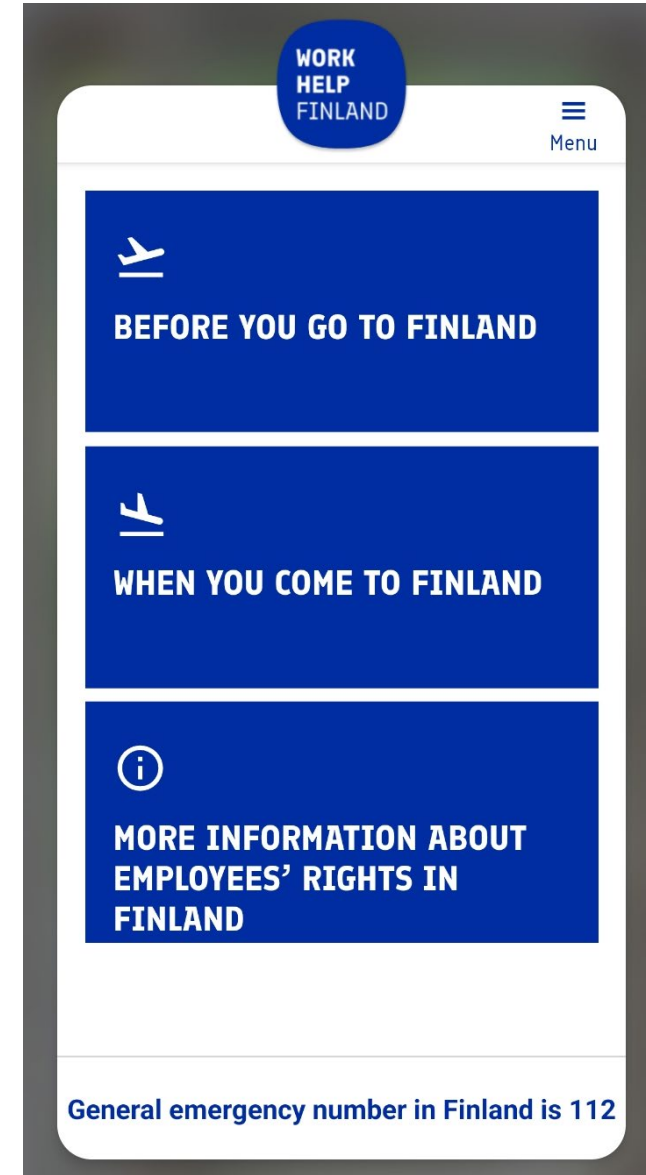 WORK
HELP
FINLAND
Menu
BEFORE YOU GO TO FINLAND
WHEN YOU COME TO FINLAND
MORE INFORMATION ABOUT
EMPLOYEES’ RIGHTS IN
FINLAND
General emergency number in Finland is 112